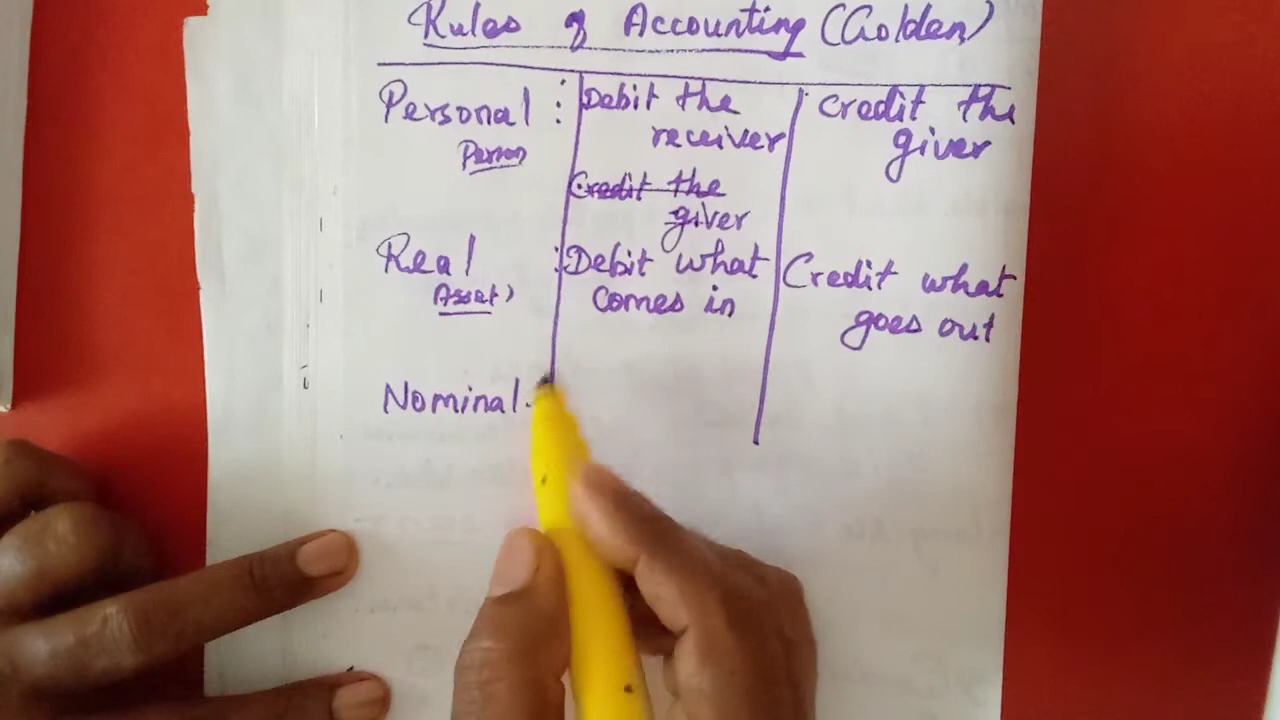 Rules of Accounting (Golden)
Personal : Debit the Credit the
receiver giver
Person
Credit the
giver
Real : Debit what Credit what
Asset) comes in goes out
Nominal